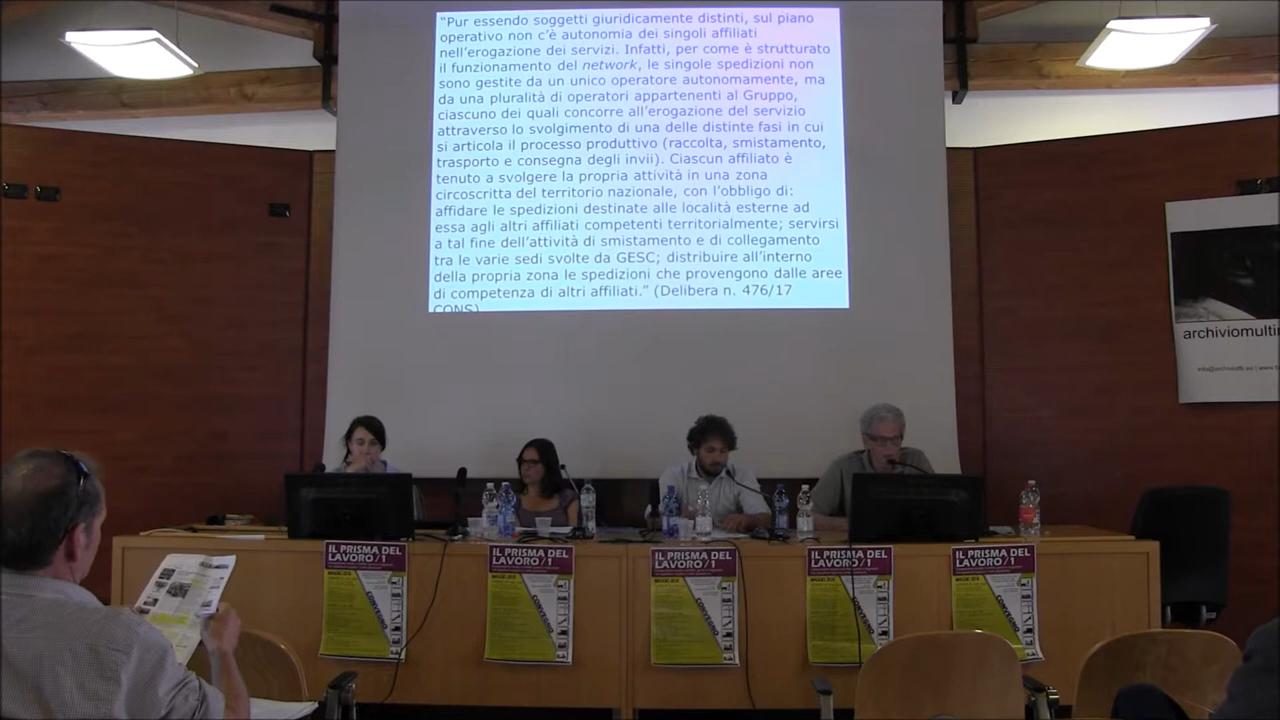 “Pur essendo soggetti giuridicamente distinti, sul piano
operativo non c’è autonomia dei singoli affiliati
nell’erogazione dei servizi. Infatti, per come è strutturato
il funzionamento del network, le singole spedizioni non
sono gestite da un unico operatore autonomamente, ma
da una pluralità di operatori appartenenti al Gruppo,
ciascuno dei quali concorre all’erogazione del servizio
attraverso lo svolgimento di una delle distinte fasi in cui
si articola il processo produttivo (raccolta, smistamento,
trasporto e consegna degli invii). Ciascun affiliato è
tenuto a svolgere la propria attività in una zona
circoscritta del territorio nazionale, con l’obbligo di:
affidare le spedizioni destinate alle località esterne ad
essa agli altri affiliati competenti territorialmente; servirsi
a tal fine dell’attività di smistamento e di collegamento
tra le varie sedi svolte da GESC; distribuire all’interno
della propria zona le spedizioni che provengono dalle aree
di competenza di altri affiliati.” (Delibera n. 476/17
CONS)
archiviomultim
IL PRISMA DEL
LAVORO/1
CONVEGNO
IL PRISMA DEL
LAVORO/1
CONVEGNO
IL PRISMA DEL
LAVORO/1
CONVEGNO
IL PRISMA DEL
LAVORO/1
CONVEGNO
IL PRISMA DEL
LAVORO/1
CONVEGNO